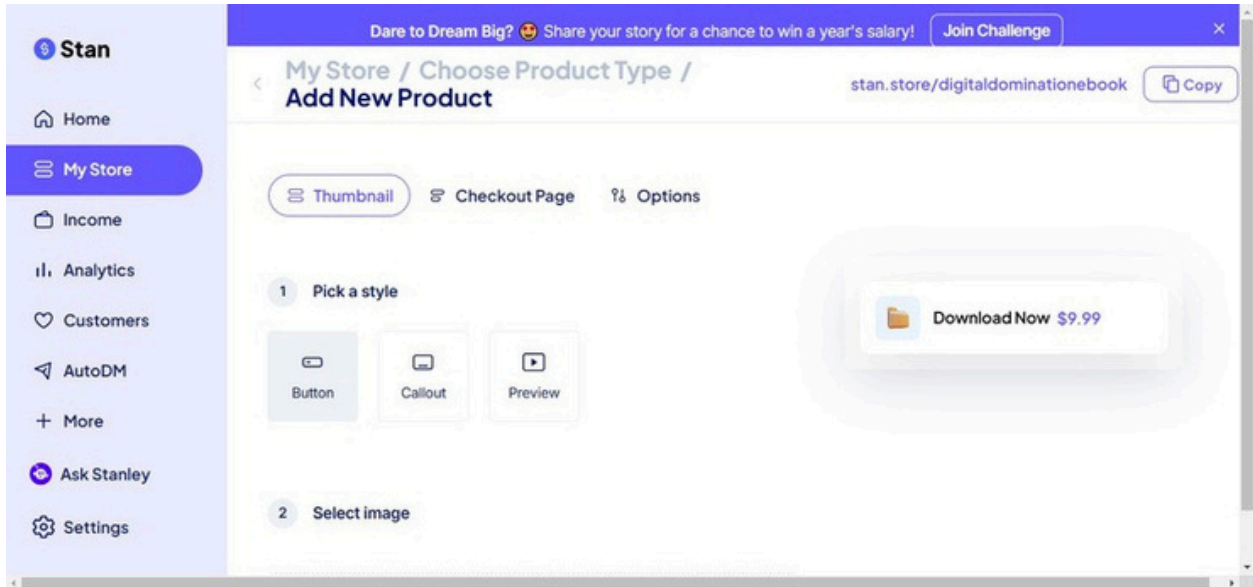 Dare to Dream Big? 🤩 Share your story for a chance to win a year's salary! Join Challenge
Stan
My Store / Choose Product Type /
Add New Product
stan.store/digitaldominationebook Copy
Home
My Store
Income
Analytics
Customers
AutoDM
More
Ask Stanley
Settings
Thumbnail Checkout Page Options
1 Pick a style
Button Callout Preview
Download Now $9.99
2 Select image